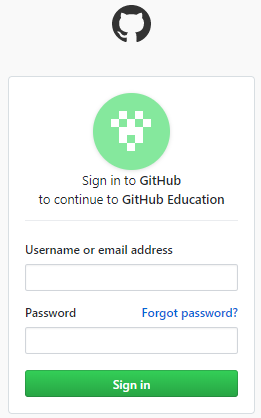 Sign in to GitHub
to continue to GitHub Education
Username or email address
Password Forgot password?
Sign in